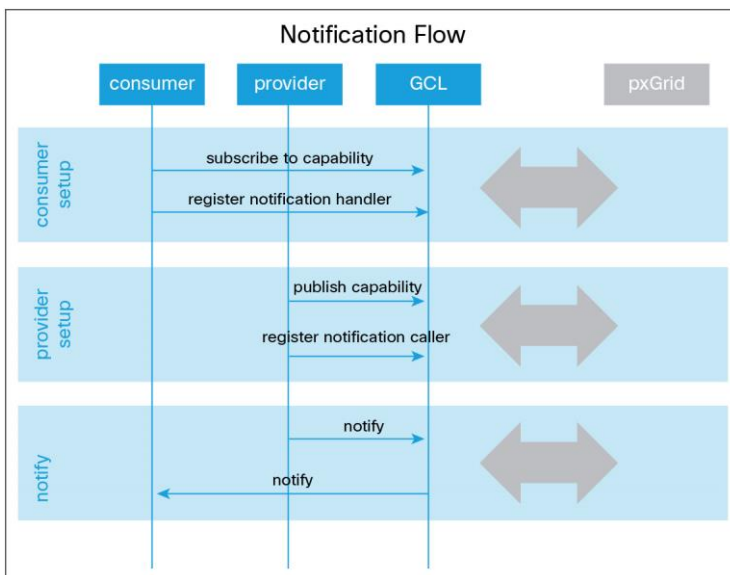 Notification Flow
consumer
provider
GCL
pxGrid
consumer
setup
subscribe to capability
register notification handler
provider
setup
publish capability
register notification caller
notify
notify
notify